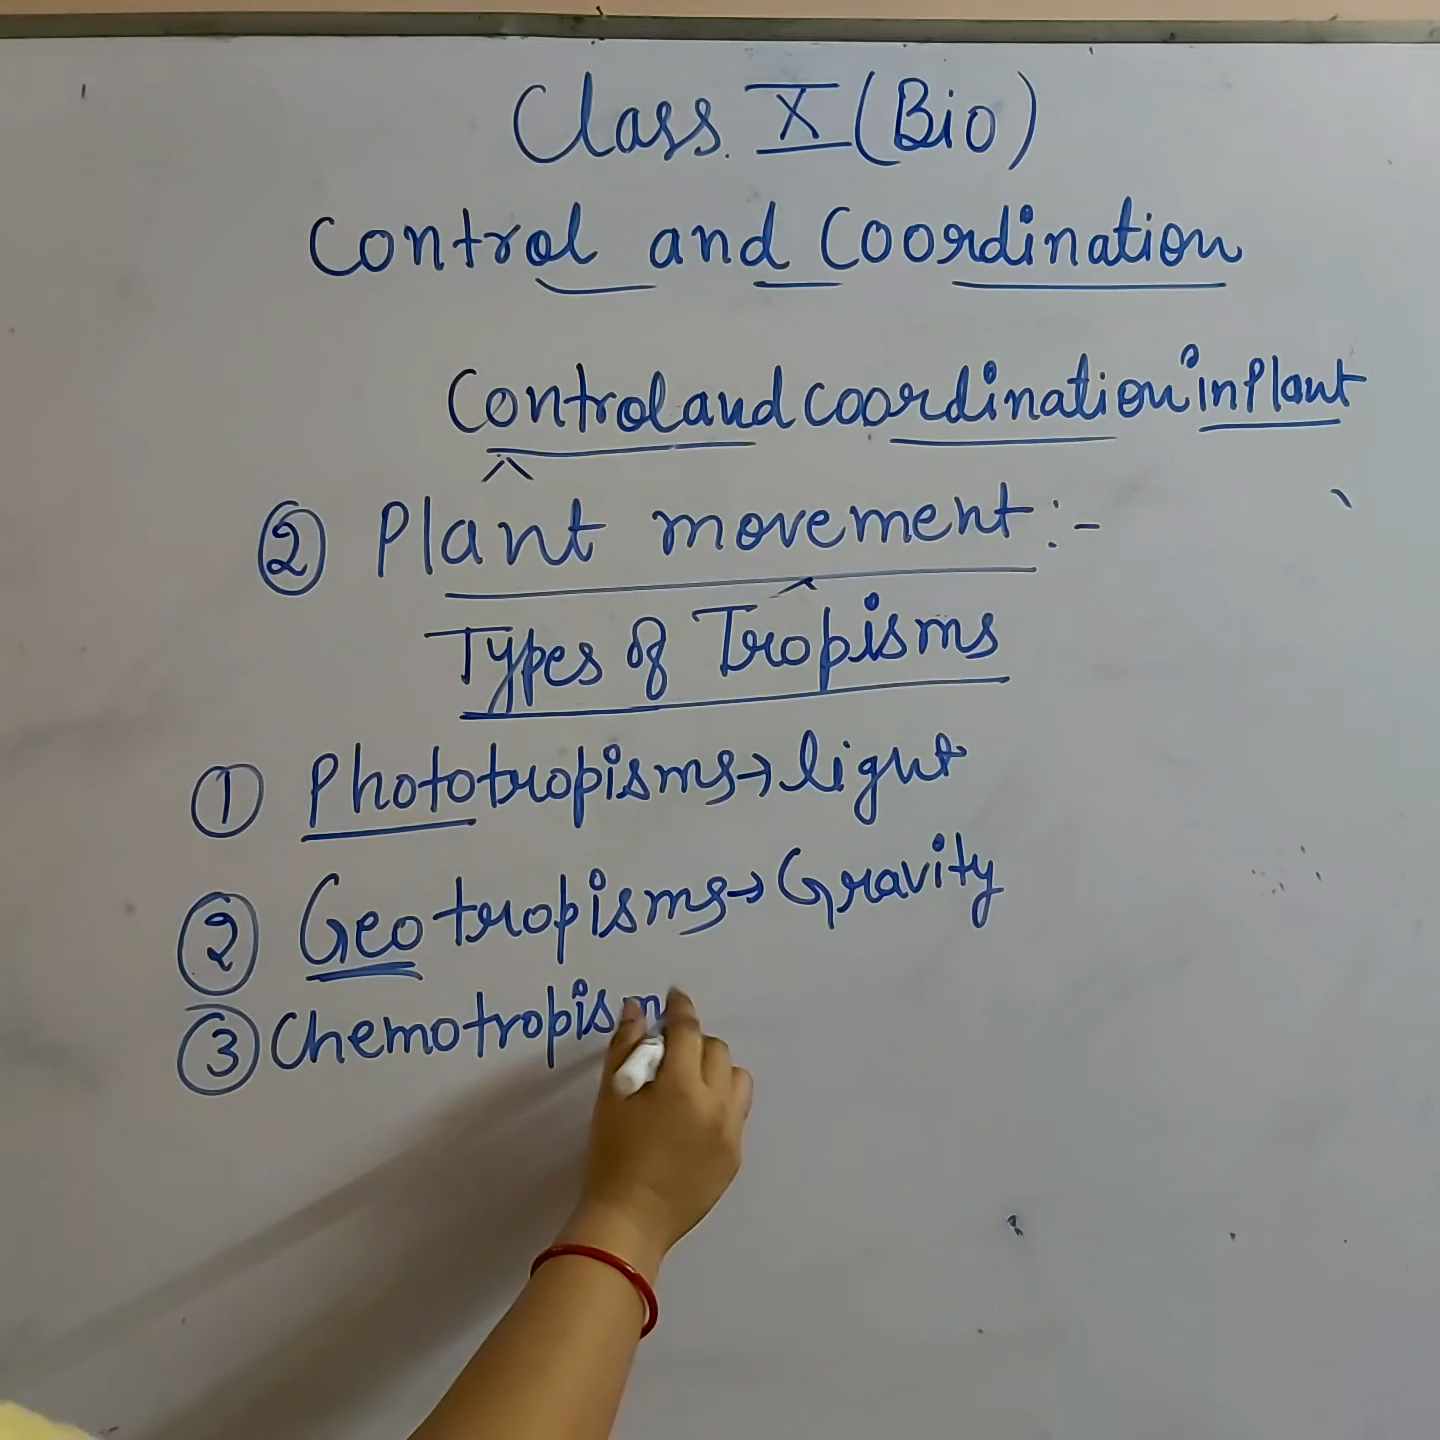 Class X (Bio)
Control and Coordination
Control and coordination in Plant
② Plant movement :-
Types of Tropisms
① Phototropisms → light
② Geotropisms → Gravity
③ Chemotropism